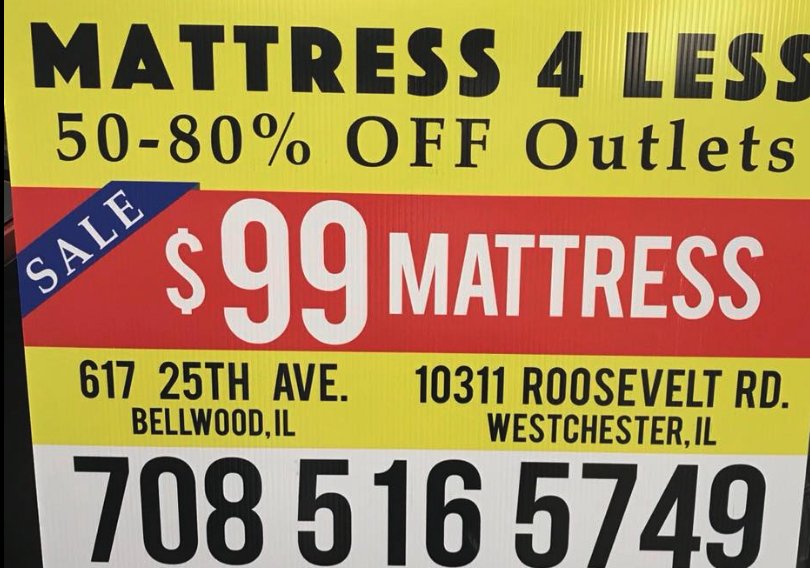 MATTRESS 4 LESS
50-80% OFF Outlets
SALE
$99 MATTRESS
617 25TH AVE.
BELLWOOD, IL
10311 ROOSEVELT RD.
WESTCHESTER, IL
708 516 5749